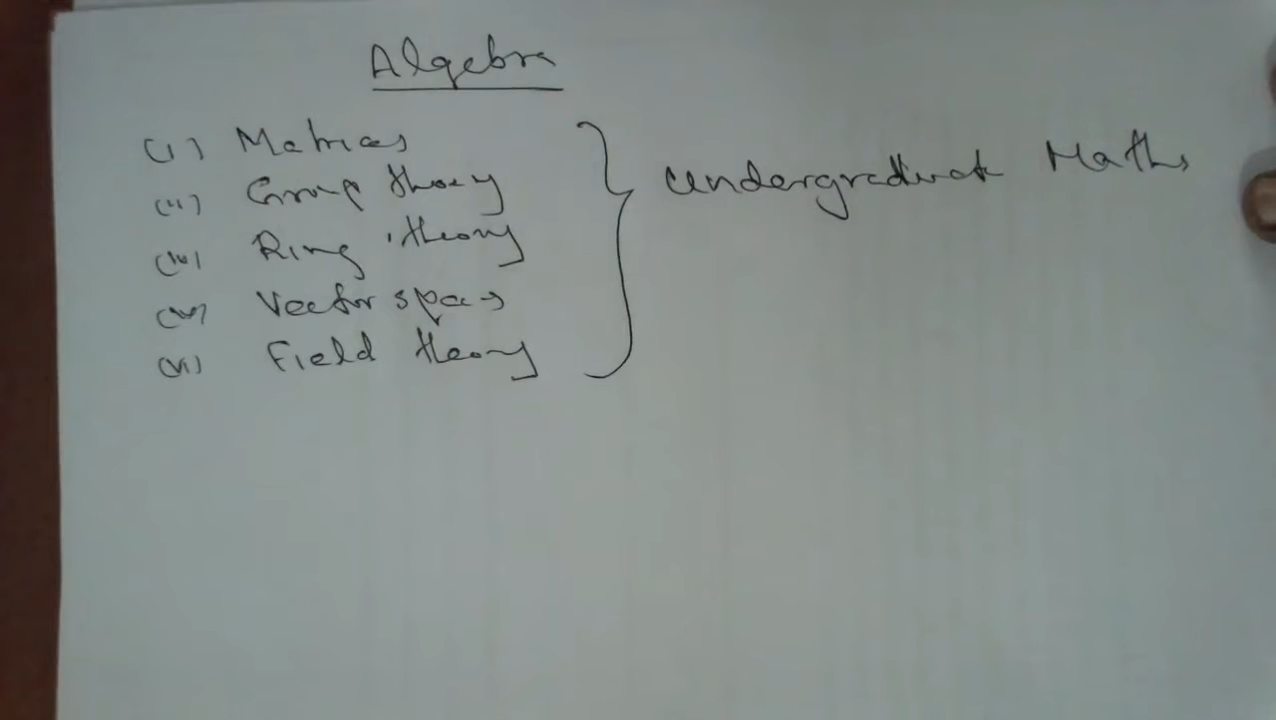 Algebra
(i) Matrices
(ii) Group theory
(iii) Ring theory
(iv) Vector spaces
(vi) Field theory
Undergraduate Maths